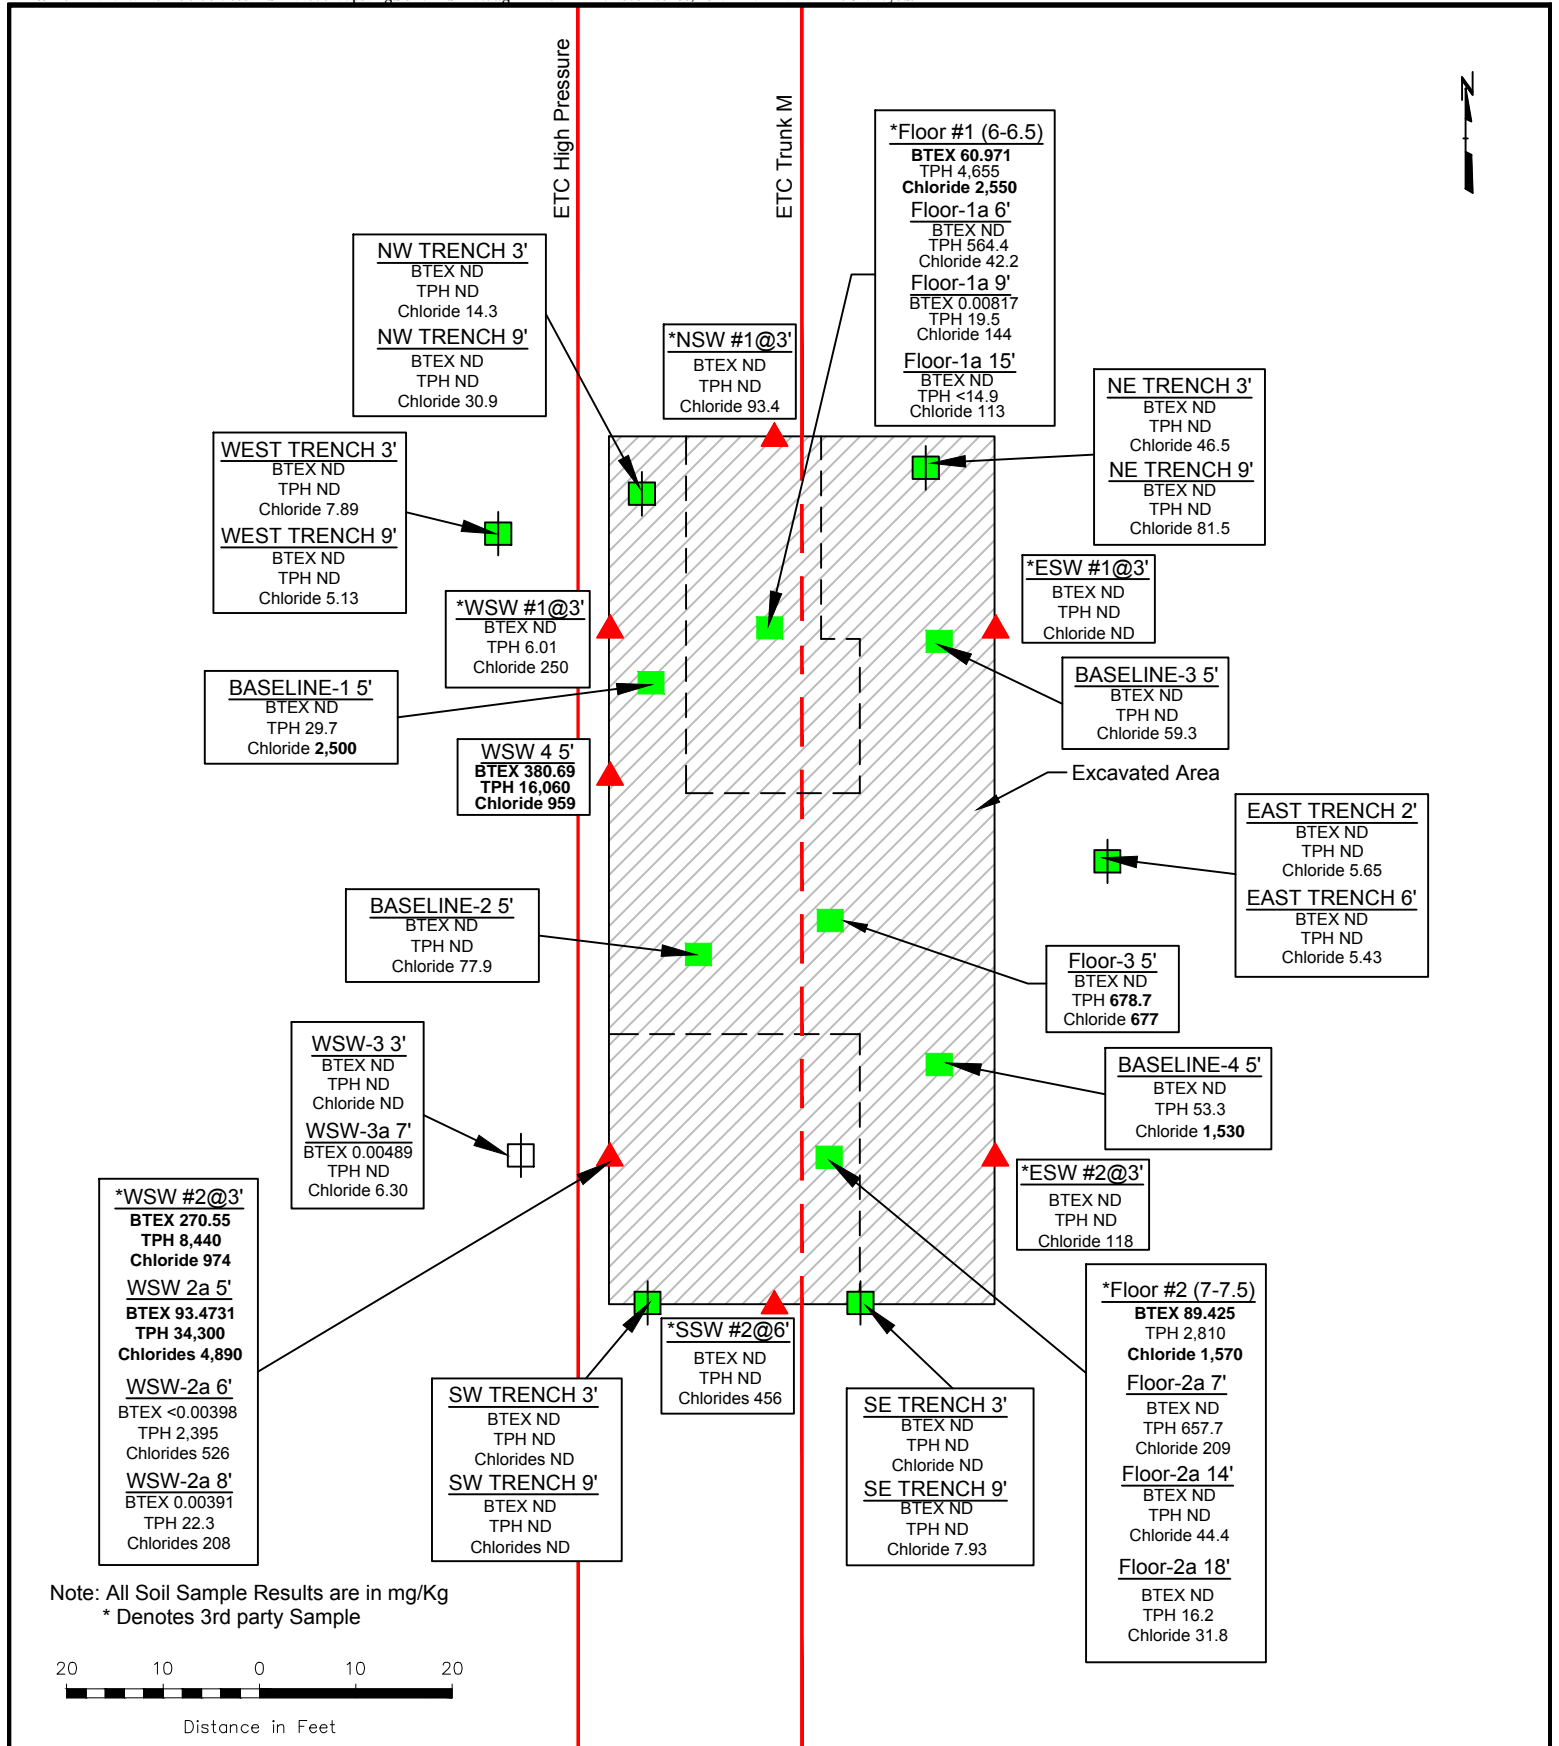 ETC High Pressure
ETC Trunk M
N
*Floor #1 (6-6.5)
BTEX 60.971
TPH 4,655
Chloride 2,550
Floor-1a 6'
BTEX ND
TPH 564.4
Chloride 42.2
Floor-1a 9'
BTEX 0.00817
TPH 19.5
Chloride 144
Floor-1a 15'
BTEX ND
TPH <14.9
Chloride 113
NW TRENCH 3'
BTEX ND
TPH ND
Chloride 14.3
NW TRENCH 9'
BTEX ND
TPH ND
Chloride 30.9
*NSW #1@3'
BTEX ND
TPH ND
Chloride 93.4
NE TRENCH 3'
BTEX ND
TPH ND
Chloride 46.5
NE TRENCH 9'
BTEX ND
TPH ND
Chloride 81.5
WEST TRENCH 3'
BTEX ND
TPH ND
Chloride 7.89
WEST TRENCH 9'
BTEX ND
TPH ND
Chloride 5.13
*WSW #1@3'
BTEX ND
TPH 6.01
Chloride 250
*ESW #1@3'
BTEX ND
TPH ND
Chloride ND
BASELINE-1 5'
BTEX ND
TPH 29.7
Chloride 2,500
BASELINE-3 5'
BTEX ND
TPH ND
Chloride 59.3
WSW 4 5'
BTEX 380.69
TPH 16,060
Chloride 959
Excavated Area
EAST TRENCH 2'
BTEX ND
TPH ND
Chloride 5.65
EAST TRENCH 6'
BTEX ND
TPH ND
Chloride 5.43
BASELINE-2 5'
BTEX ND
TPH ND
Chloride 77.9
Floor-3 5'
BTEX ND
TPH 678.7
Chloride 677
WSW-3 3'
BTEX ND
TPH ND
Chloride ND
WSW-3a 7'
BTEX 0.00489
TPH ND
Chloride 6.30
BASELINE-4 5'
BTEX ND
TPH 53.3
Chloride 1,530
*WSW #2@3'
BTEX 270.55
TPH 8,440
Chloride 974
WSW 2a 5'
BTEX 93.4731
TPH 34,300
Chlorides 4,890
WSW-2a 6'
BTEX <0.00398
TPH 2,395
Chlorides 526
WSW-2a 8'
BTEX 0.00391
TPH 22.3
Chlorides 208
*ESW #2@3'
BTEX ND
TPH ND
Chloride 118
*Floor #2 (7-7.5)
BTEX 89.425
TPH 2,810
Chloride 1,570
Floor-2a 7'
BTEX ND
TPH 657.7
Chloride 209
Floor-2a 14'
BTEX ND
TPH ND
Chloride 44.4
Floor-2a 18'
BTEX ND
TPH 16.2
Chloride 31.8
*SSW #2@6'
BTEX ND
TPH ND
Chlorides 456
SW TRENCH 3'
BTEX ND
TPH ND
Chlorides ND
SW TRENCH 9'
BTEX ND
TPH ND
Chlorides ND
SE TRENCH 3'
BTEX ND
TPH ND
Chloride ND
SE TRENCH 9'
BTEX ND
TPH ND
Chloride 7.93
Note: All Soil Sample Results are in mg/Kg
* Denotes 3rd party Sample
20 10 0 10 20
Distance in Feet